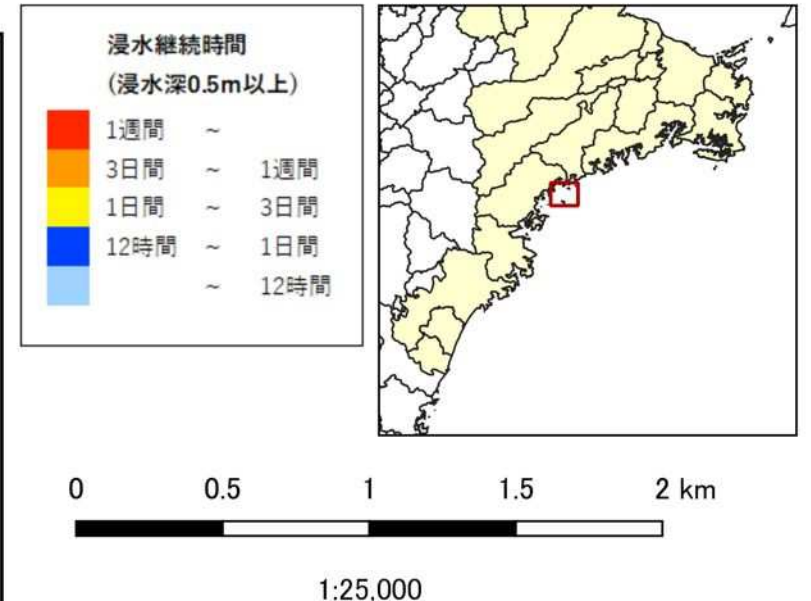 浸水継続時間
(浸水深0.5m以上)
1週間 ~
3日間 ~ 1週間
1日間 ~ 3日間
12時間 ~ 1日間
~ 12時間
0 0.5 1 1.5 2 km
1:25,000